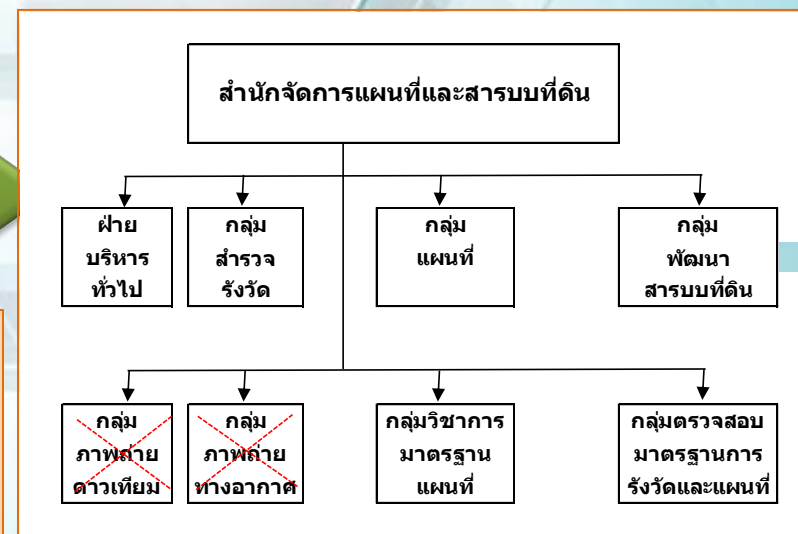 สำนักจัดการแผนที่และสารบบที่ดิน
ฝ่าย
บริหาร
ทั่วไป
กลุ่ม
สำรวจ
รังวัด
กลุ่ม
แผนที่
กลุ่ม
พัฒนา
สารบบที่ดิน
กลุ่ม
ภาพถ่าย
ดาวเทียม
กลุ่ม
ภาพถ่าย
ทางอากาศ
กลุ่มวิชาการ
มาตรฐาน
แผนที่
กลุ่มตรวจสอบ
มาตรฐานการ
รังวัดและแผนที่